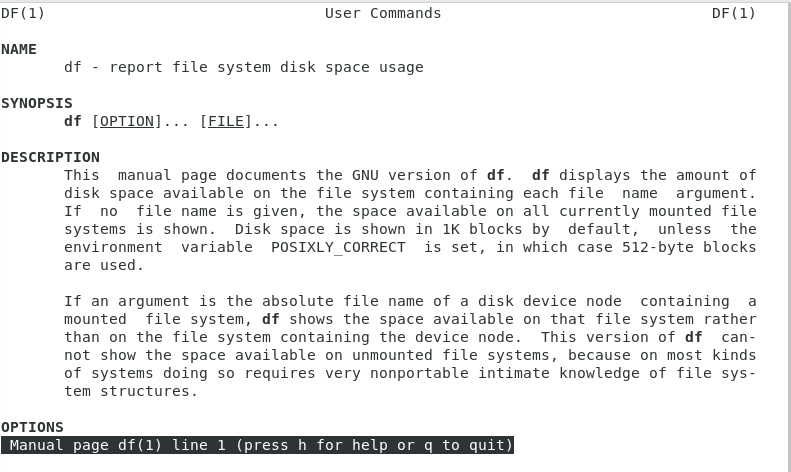 DF(1)                               User Commands                              DF(1)
NAME
       df - report file system disk space usage
SYNOPSIS
       df [OPTION]... [FILE]...
DESCRIPTION
       This  manual page documents the GNU version of df.  df displays the amount of
       disk space available on the file system containing each file  name  argument.
       If  no  file name is given, the space available on all currently mounted file
       systems is shown.  Disk space is shown in 1K blocks by  default,  unless  the
       environment  variable  POSIXLY_CORRECT  is set, in which case 512-byte blocks
       are used.
       If an argument is the absolute file name of a disk device node  containing  a
       mounted  file system, df shows the space available on that file system rather
       than on the file system containing the device node.  This version of df  can-
       not show the space available on unmounted file systems, because on most kinds
       of systems doing so requires very nonportable intimate knowledge of file sys-
       tem structures.
OPTIONS
 Manual page df(1) line 1 (press h for help or q to quit)